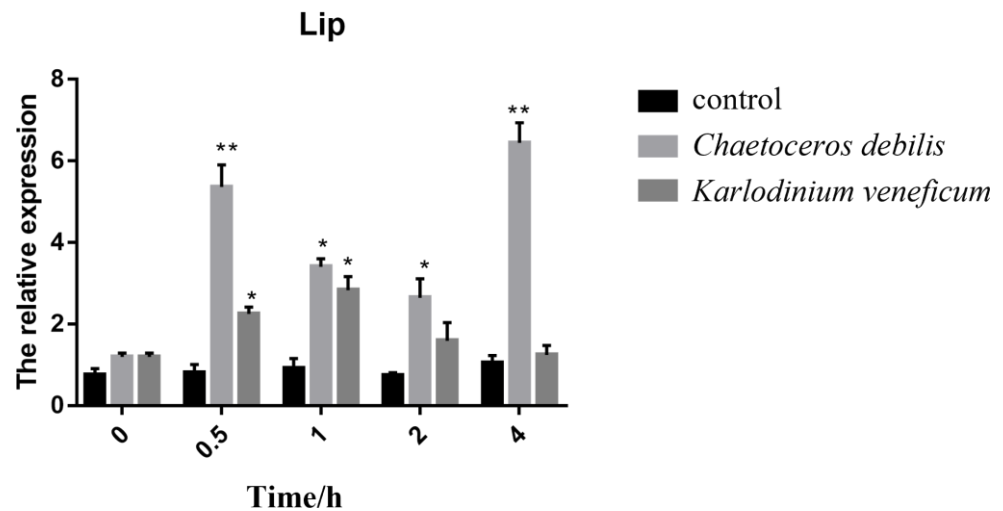 Lip
The relative expression
8
6
4
2
0
**
*
*
*
*
**
0
0.5
1
2
4
Time/h
control
Chaetoceros debilis
Karlodinium veneficum